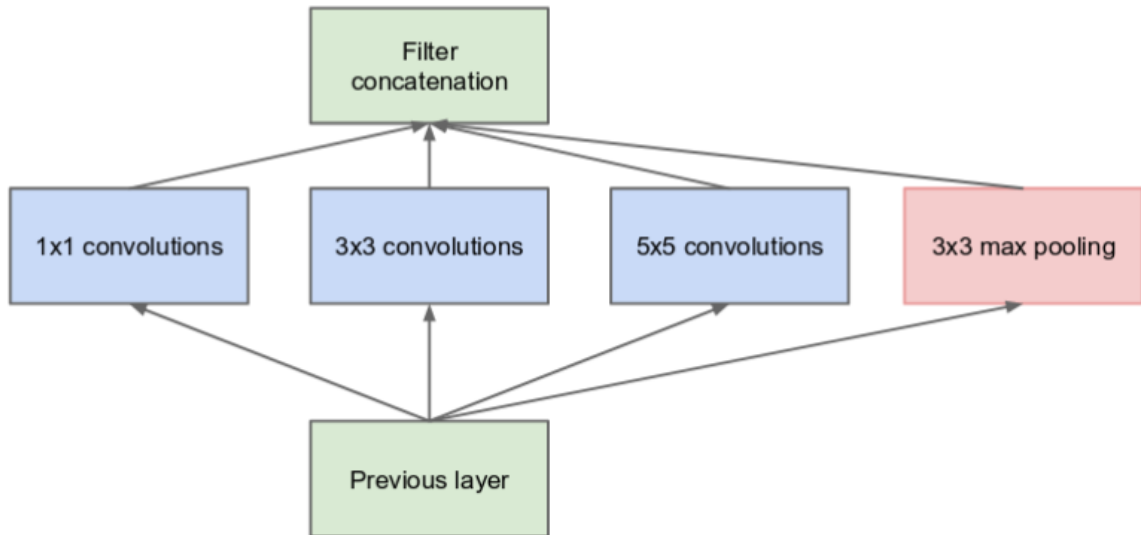 Filter
concatenation
1x1 convolutions
3x3 convolutions
5x5 convolutions
3x3 max pooling
Previous layer